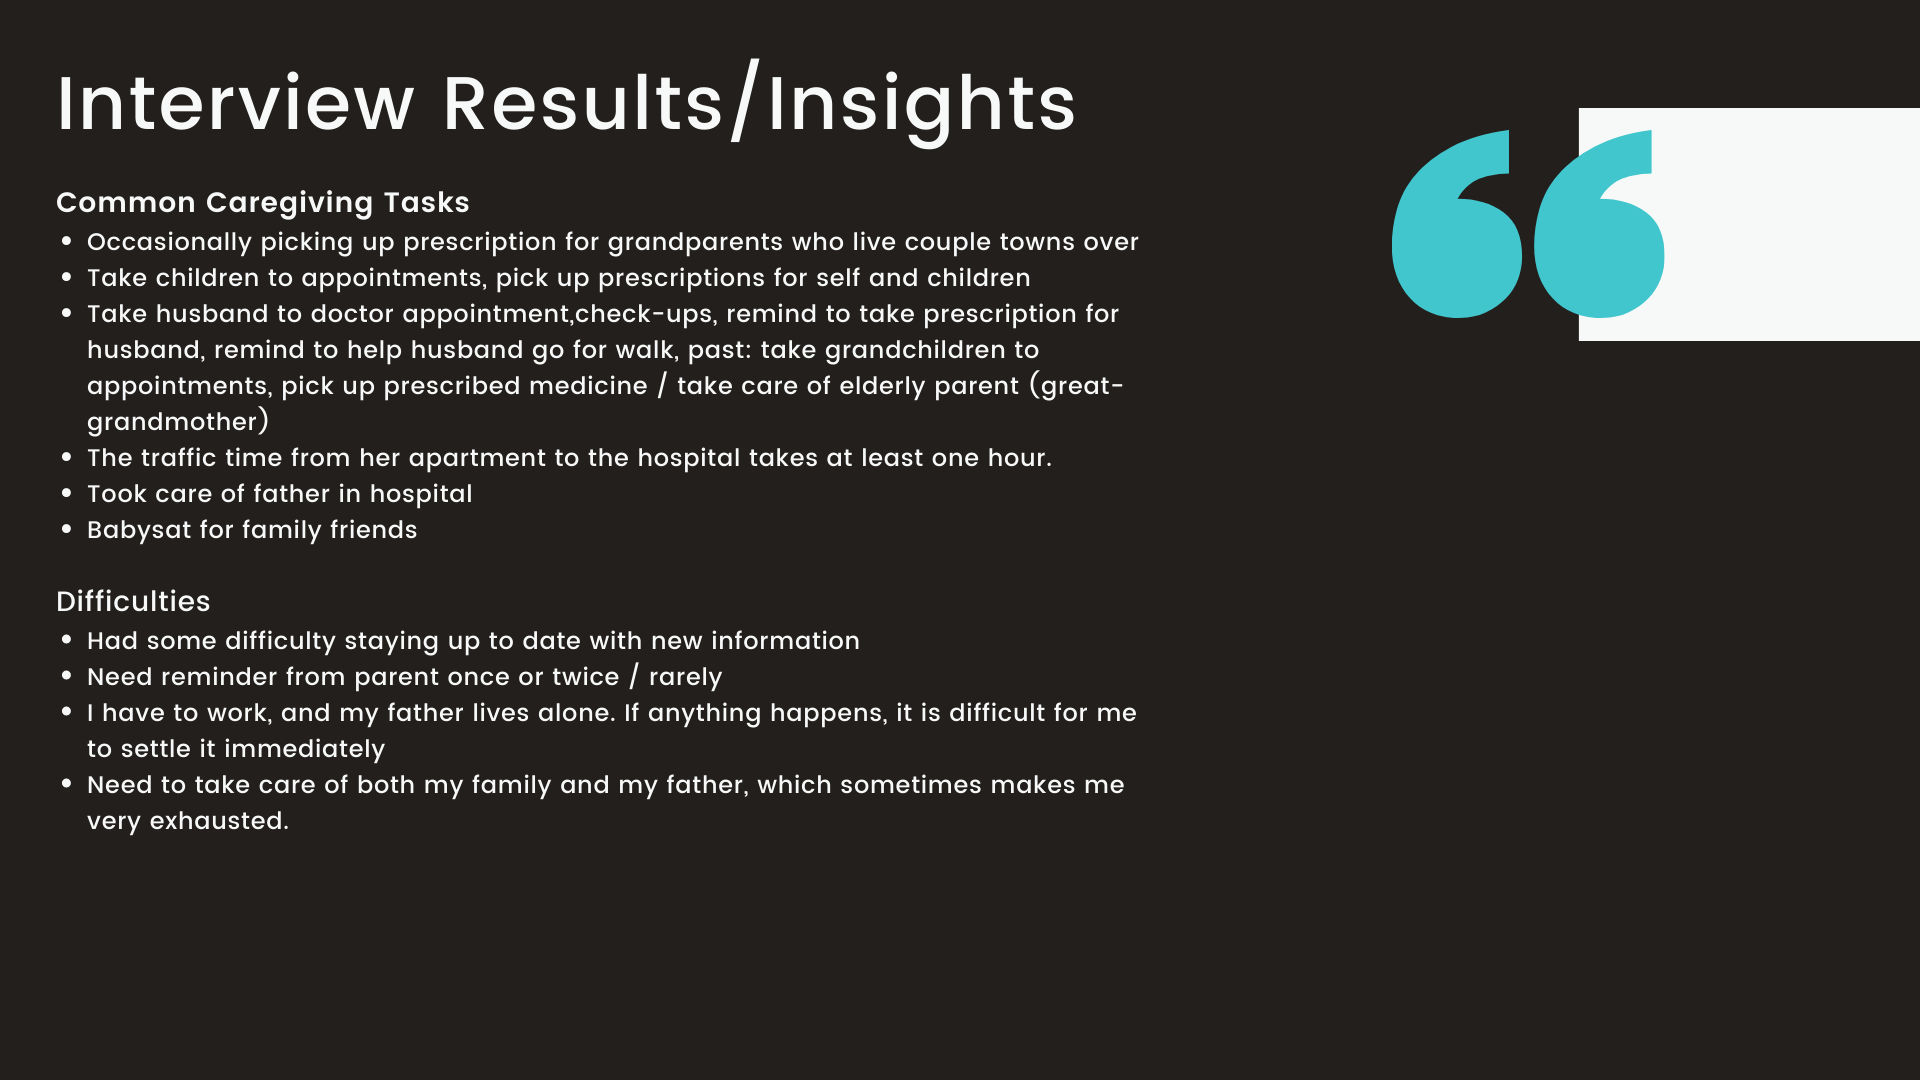 Interview Results/Insights
Common Caregiving Tasks
• Occasionally picking up prescription for grandparents who live couple towns over
• Take children to appointments, pick up prescriptions for self and children
• Take husband to doctor appointment,check-ups, remind to take prescription for
husband, remind to help husband go for walk, past: take grandchildren to
appointments, pick up prescribed medicine / take care of elderly parent (great-
grandmother)
• The traffic time from her apartment to the hospital takes at least one hour.
• Took care of father in hospital
• Babysat for family friends
Difficulties
• Had some difficulty staying up to date with new information
• Need reminder from parent once or twice / rarely
• I have to work, and my father lives alone. If anything happens, it is difficult for me
to settle it immediately
• Need to take care of both my family and my father, which sometimes makes me
very exhausted.